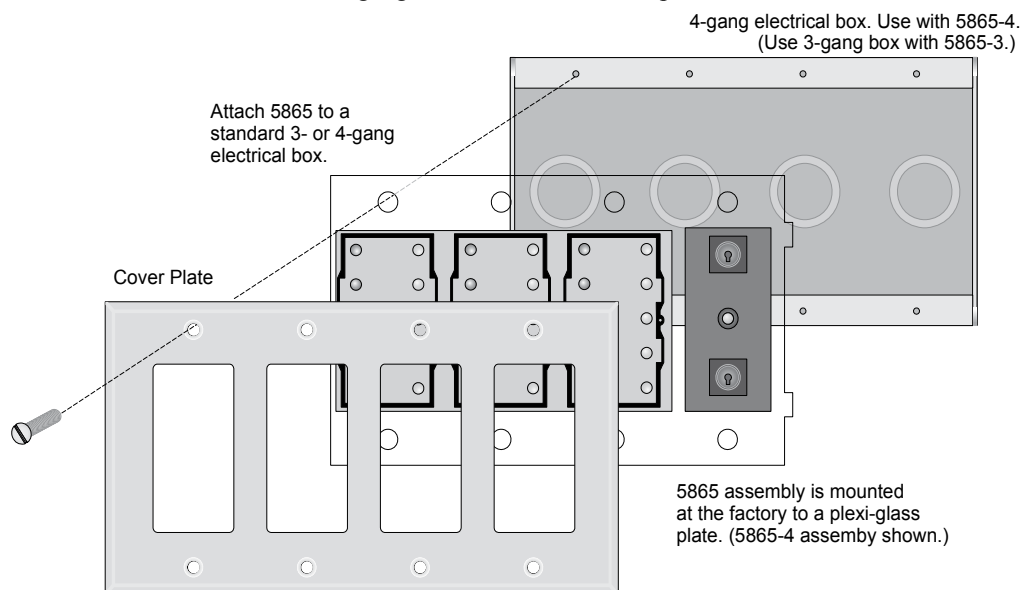 4-gang electrical box. Use with 5865-4.
(Use 3-gang box with 5865-3.)
Attach 5865 to a
standard 3- or 4-gang
electrical box.
Cover Plate
5865 assembly is mounted
at the factory to a plexi-glass
plate. (5865-4 assemby shown.)